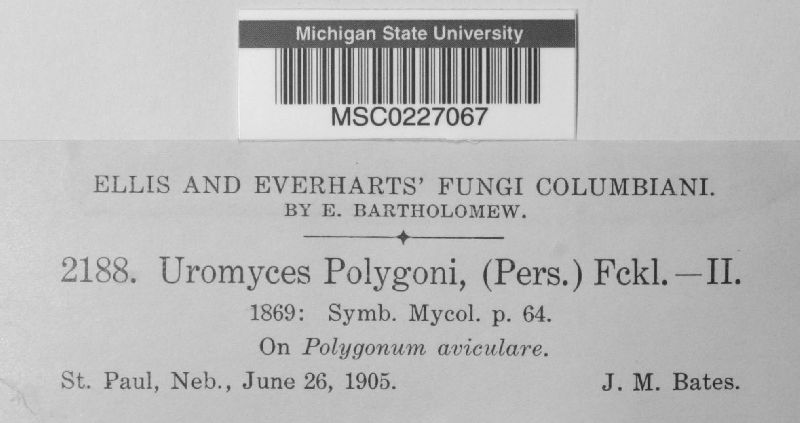 Michigan State University
MSC0227067
ELLIS AND EVERHARTS' FUNGI COLUMBIANI.
BY E. BARTHOLOMEW.
2188. Uromyces Polygoni, (Pers.) Fckl.—II.
1869: Symb. Mycol. p. 64.
On Polygonum aviculare.
St. Paul, Neb., June 26, 1905. J. M. Bates.